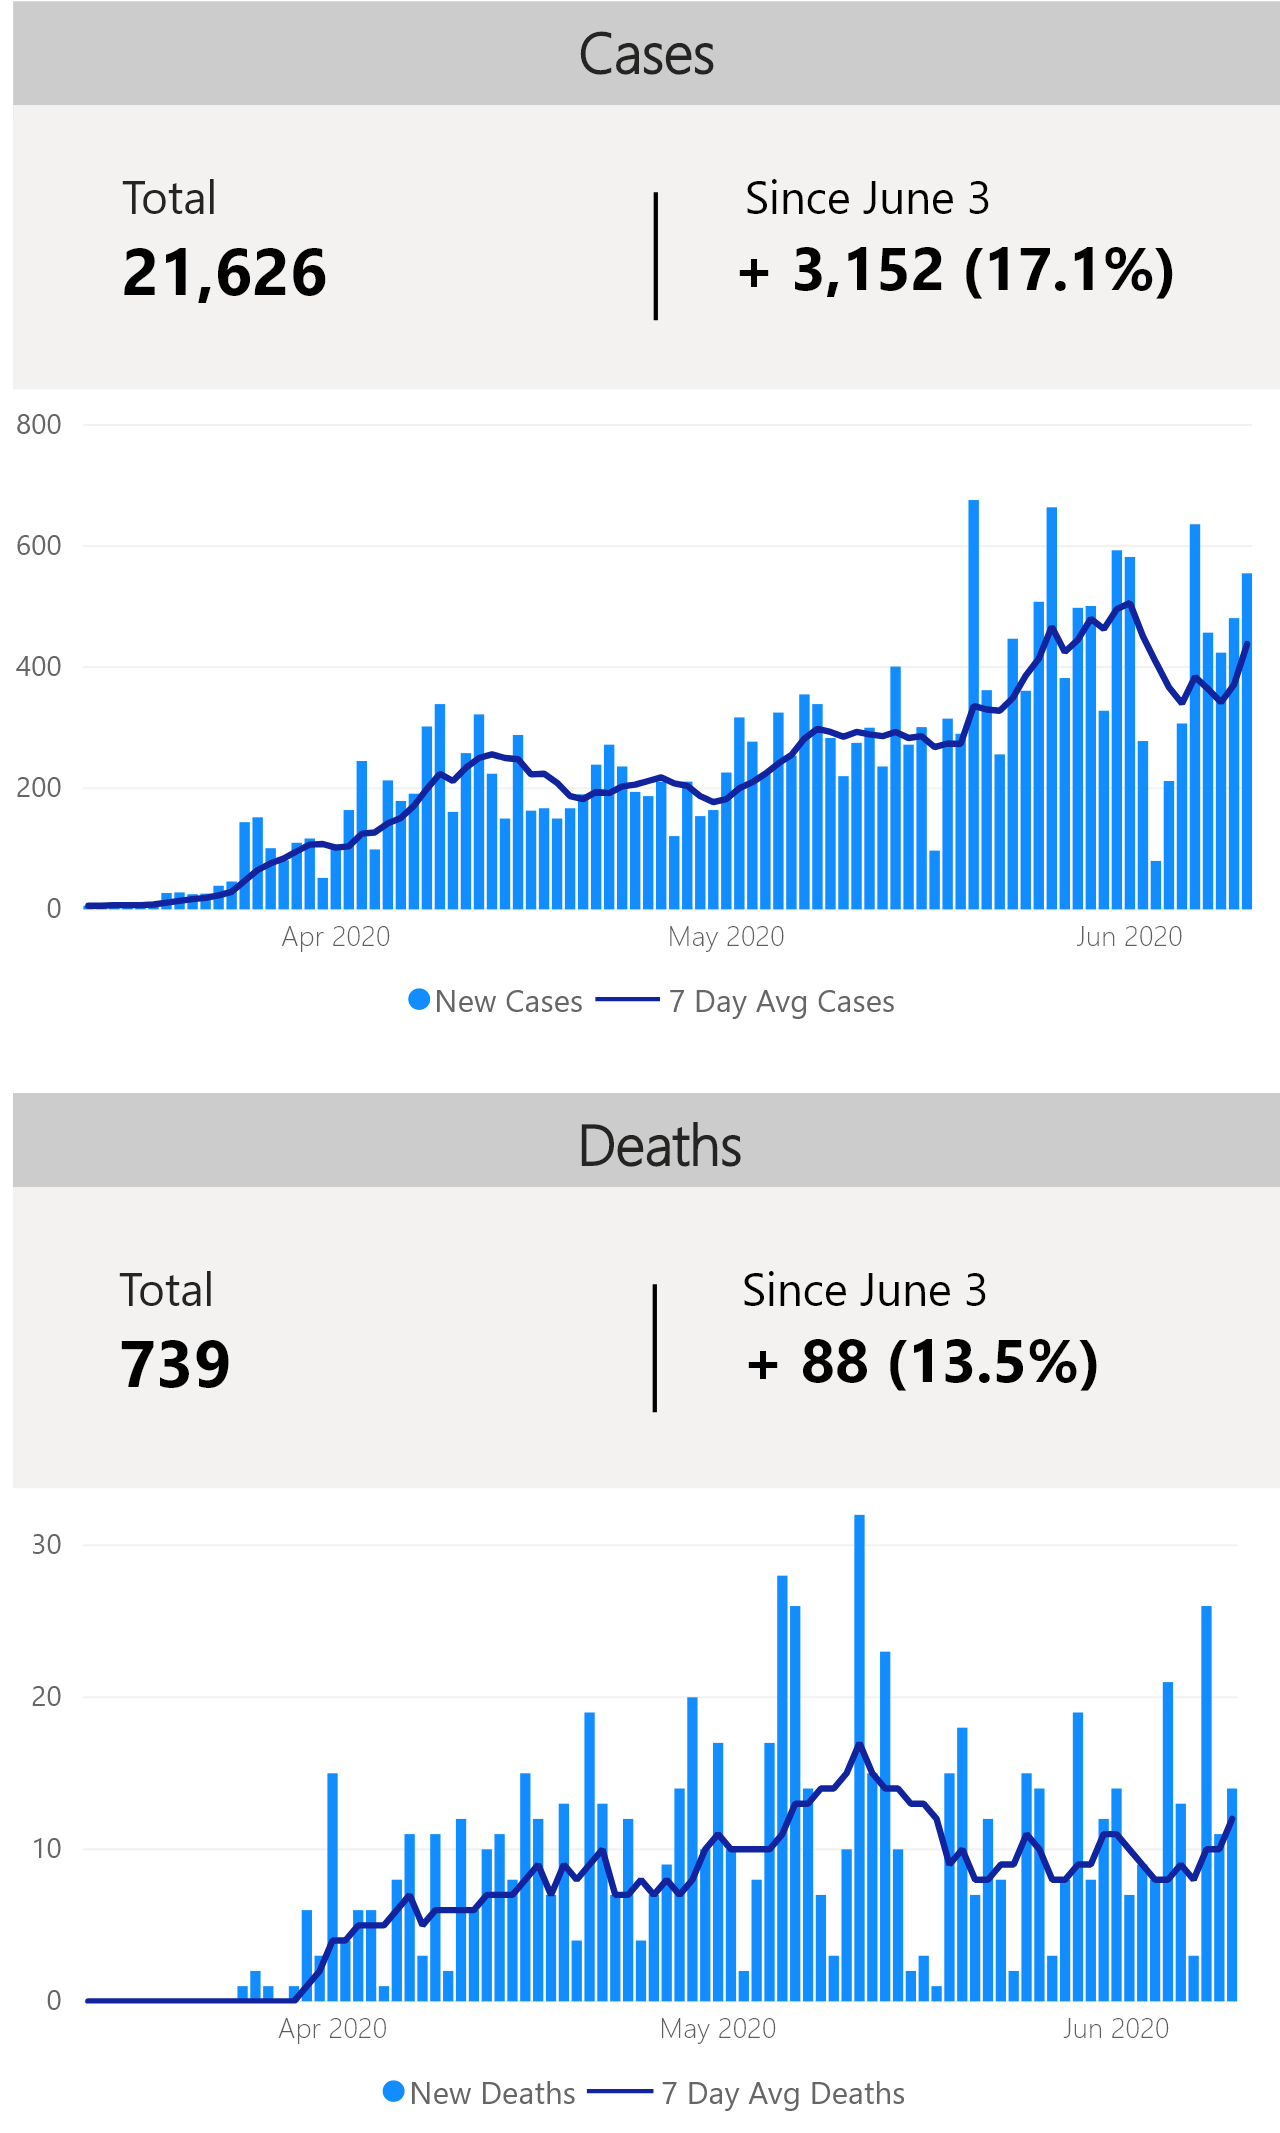 Cases
Total
Since June 3
21,626
+ 3,152 (17.1%)
800
600
400
200
0
Apr 2020
May 2020
Jun 2020
New Cases
7 Day Avg Cases
Deaths
Total
Since June 3
739
+ 88 (13.5%)
30
20
10
0
Apr 2020
May 2020
Jun 2020
New Deaths
7 Day Avg Deaths